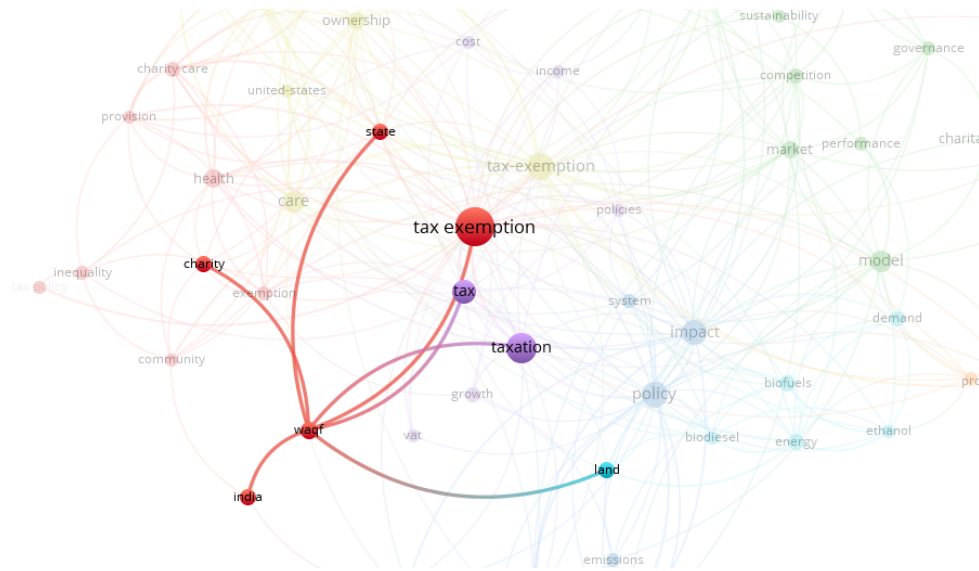 sustainability
ownership
cost
governance
charity care
income
competition
united-states
provision
state
charita
market
performance
tax-exemption
health
care
policies
tax exemption
charity
model
inequality
tax policy
exemption
tax
system
demand
impact
taxation
community
pro
biofuels
growth
policy
waqf
vat
biodiesel
energy
ethanol
land
india
emissions